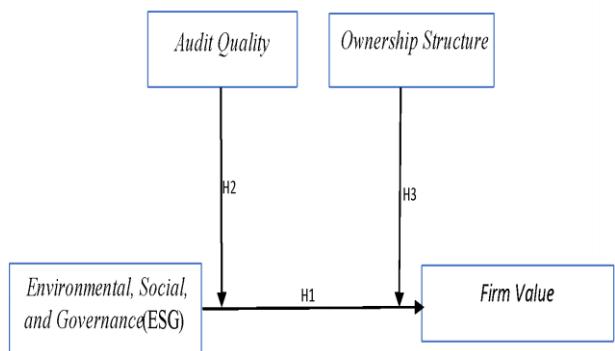 Audit Quality
Ownership Structure
H2
H3
Environmental, Social,
and Governance(ESG)
H1
Firm Value